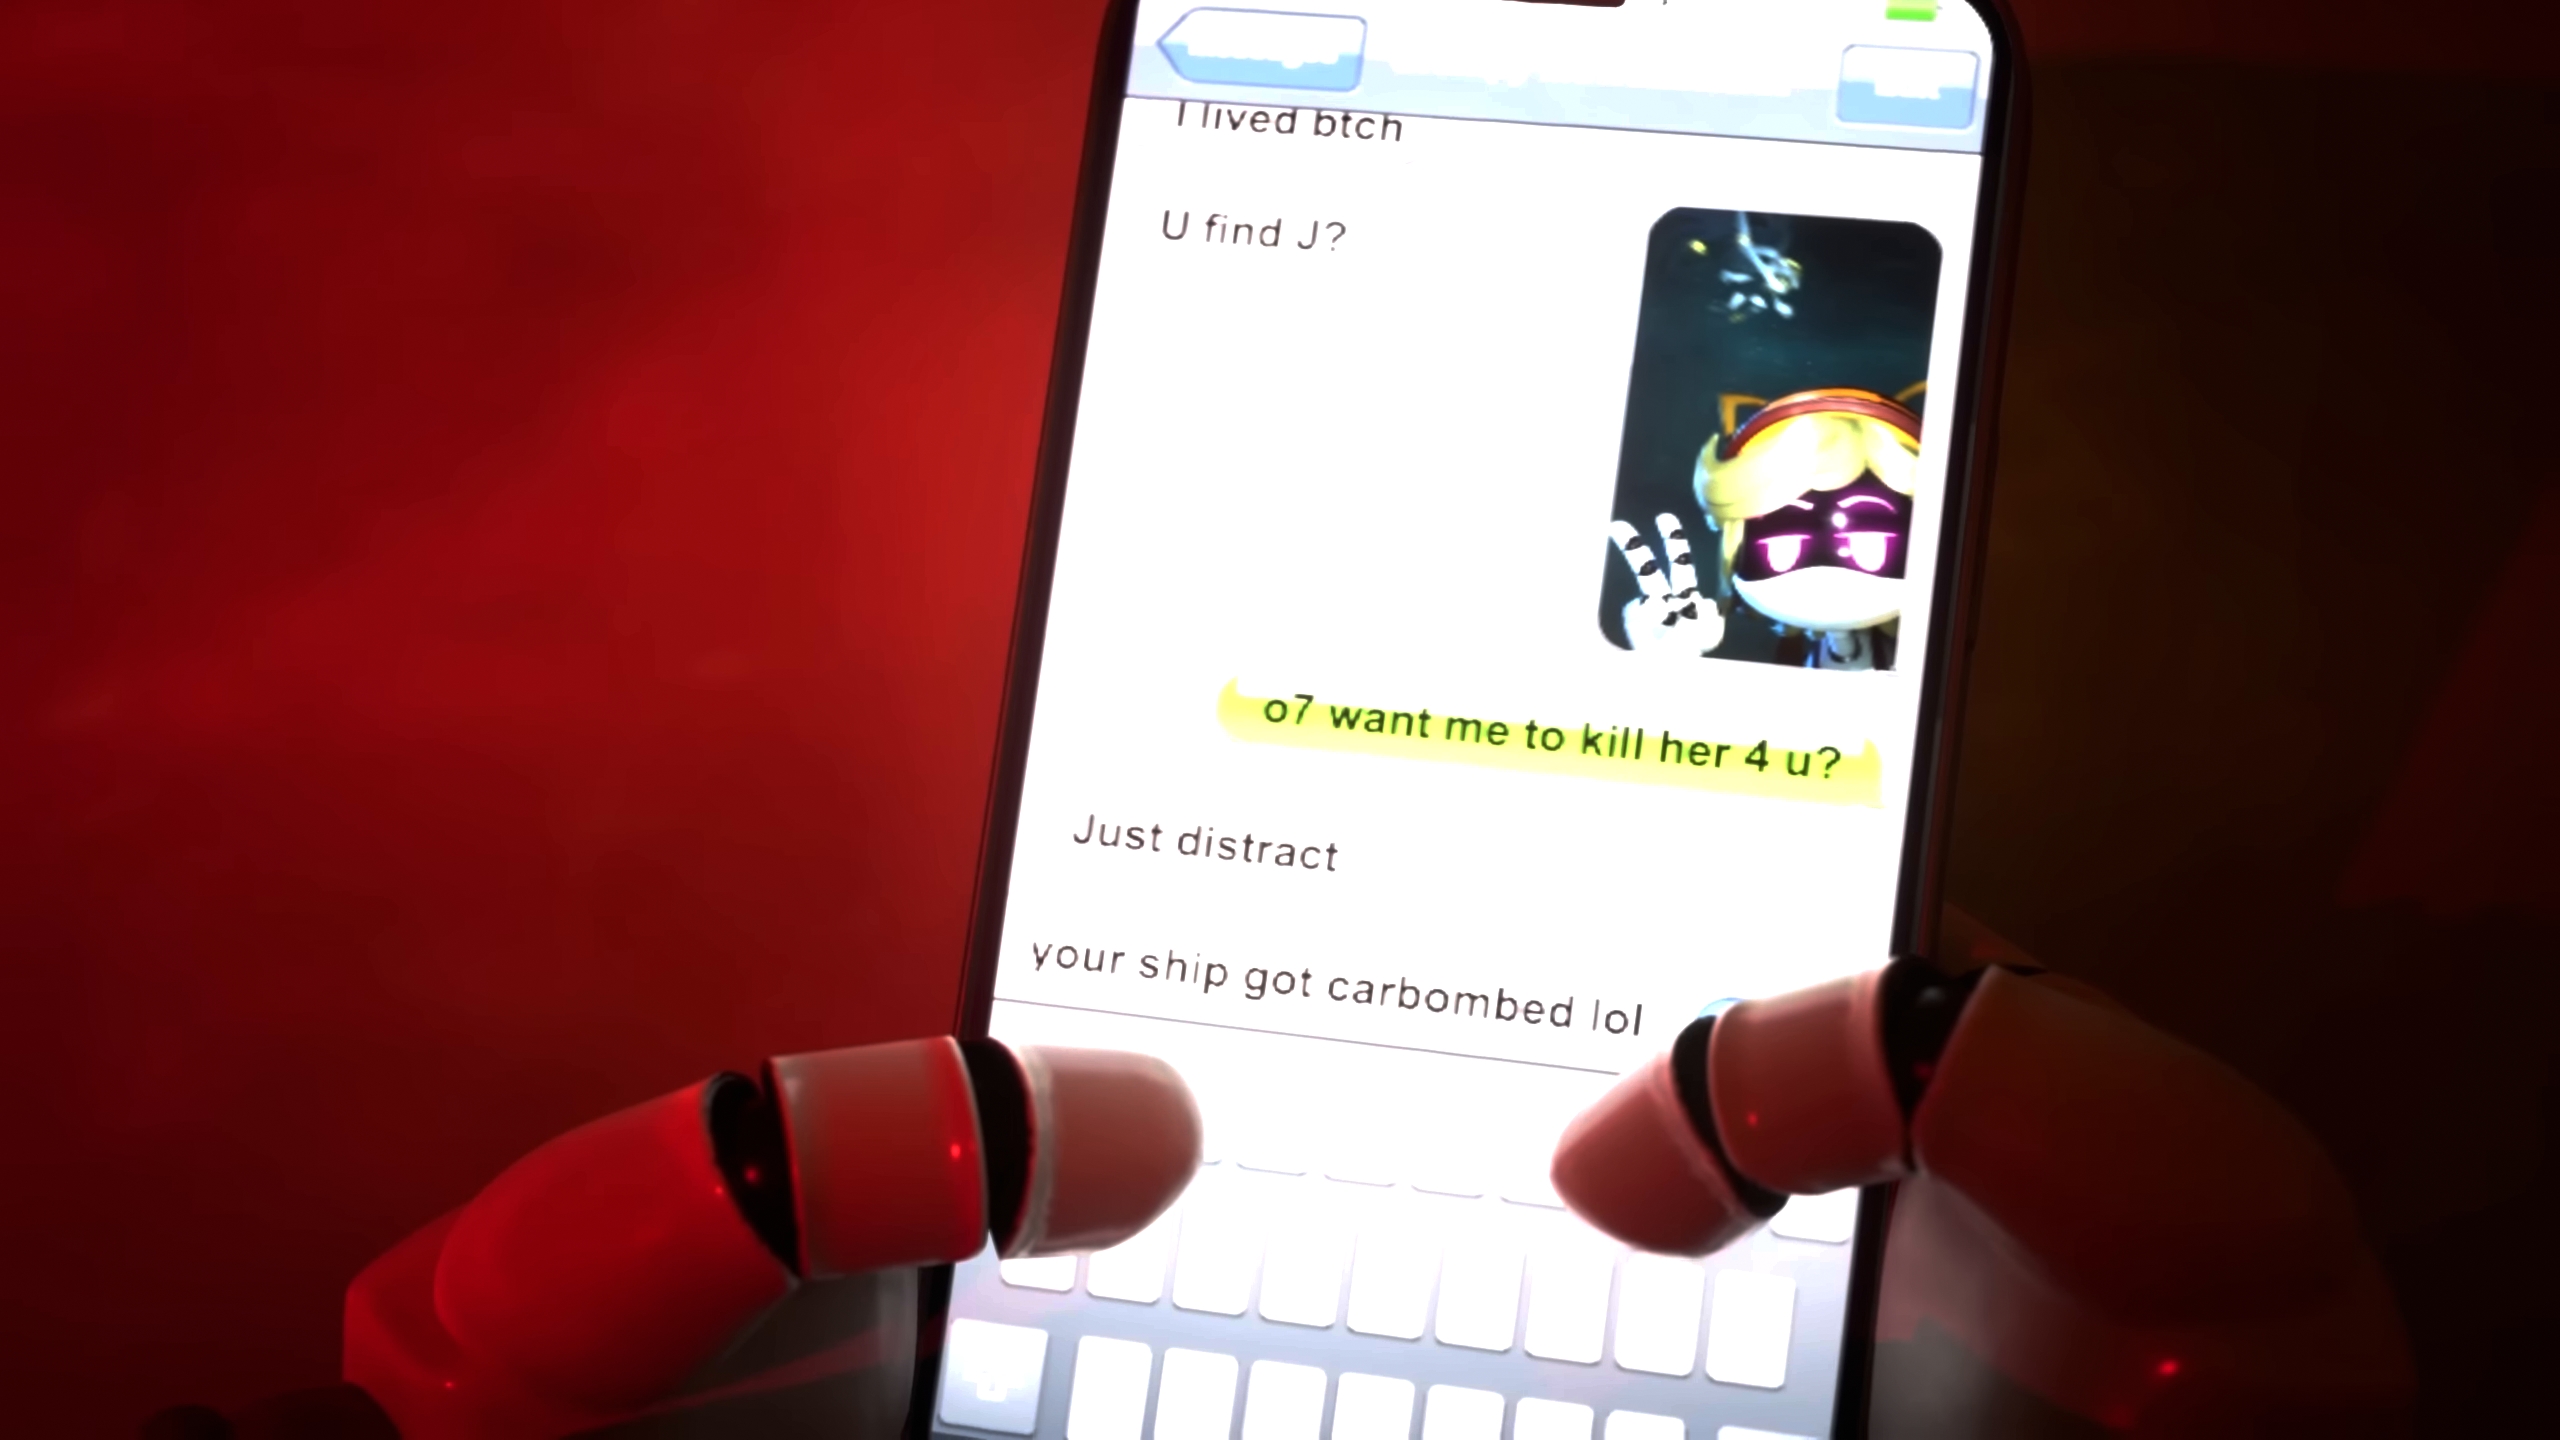 I lived btch
U find J?
o7 want me to kill her 4 u?
Just distract
your ship got carbombed lol